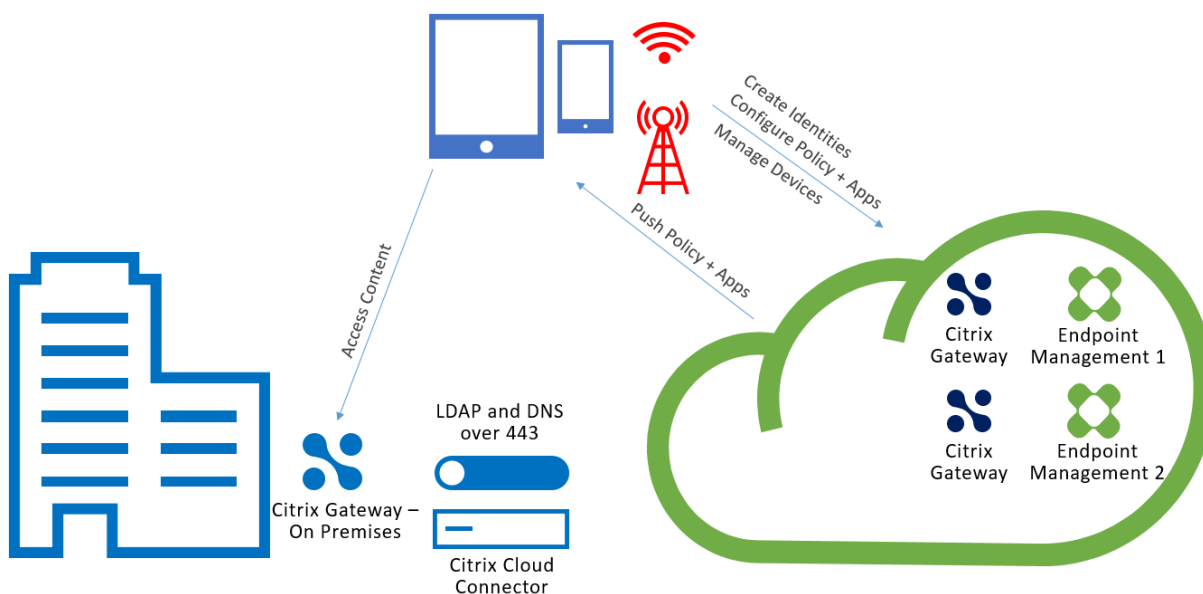 Create Identities
Configure Policy + Apps
Manage Devices
Push Policy + Apps
Access Content
Citrix
Gateway
Endpoint
Management 1
Citrix
Gateway
Endpoint
Management 2
LDAP and DNS
over 443
Citrix Gateway –
On Premises
Citrix Cloud
Connector